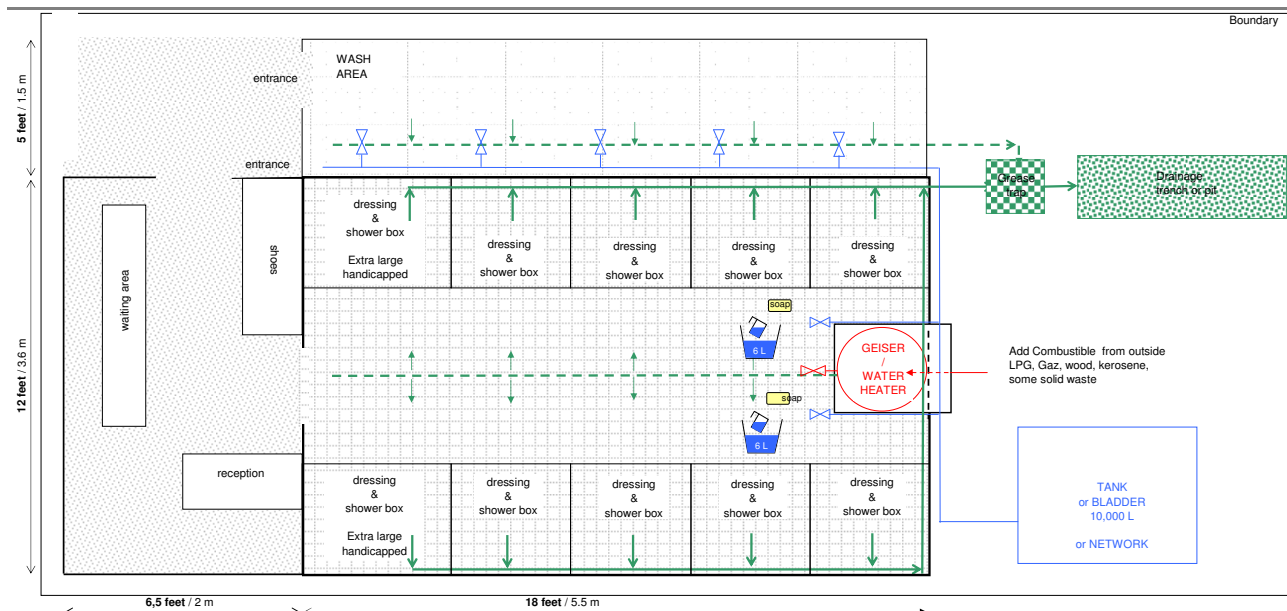 Boundary
WASH
AREA
entrance
5 feet / 1.5 m
entrance
Grease
trap
Drainage
trench or pit
12 feet / 3.6 m
waiting area
shoes
dressing
&
shower box
Extra large
handicapped
dressing
&
shower box
dressing
&
shower box
dressing
&
shower box
dressing
&
shower box
soap
6 L
GEISER
/
WATER
HEATER
Add Combustible from outside
LPG, Gaz, wood, kerosene,
some solid waste
soap
6 L
reception
dressing
&
shower box
Extra large
handicapped
dressing
&
shower box
dressing
&
shower box
dressing
&
shower box
dressing
&
shower box
TANK
or BLADDER
10,000 L
or NETWORK
6,5 feet / 2 m
18 feet / 5.5 m